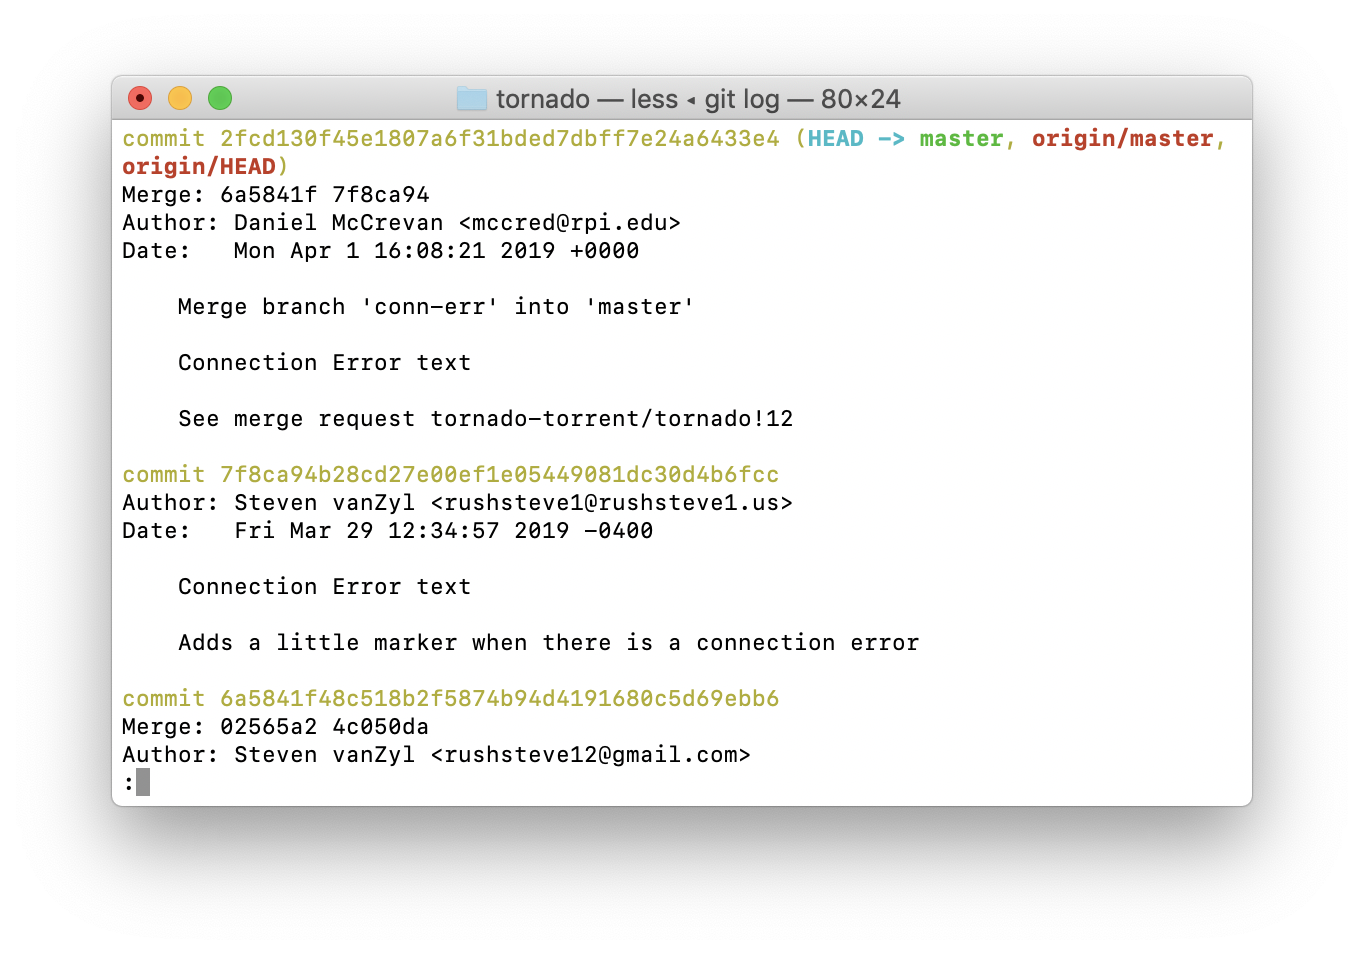 tornado — less ◂ git log — 80×24
commit 2fcd130f45e1807a6f31bded7dbff7e24a6433e4 (HEAD -> master, origin/master,
origin/HEAD)
Merge: 6a5841f 7f8ca94
Author: Daniel McCrevan <mccred@rpi.edu>
Date:   Mon Apr 1 16:08:21 2019 +0000
Merge branch 'conn-err' into 'master'
Connection Error text
See merge request tornado-torrent/tornado!12
commit 7f8ca94b28cd27e00ef1e05449081dc30d4b6fcc
Author: Steven vanZyl <rushsteve1@rushsteve1.us>
Date:   Fri Mar 29 12:34:57 2019 -0400
Connection Error text
Adds a little marker when there is a connection error
commit 6a5841f48c518b2f5874b94d4191680c5d69ebb6
Merge: 02565a2 4c050da
Author: Steven vanZyl <rushsteve12@gmail.com>
: